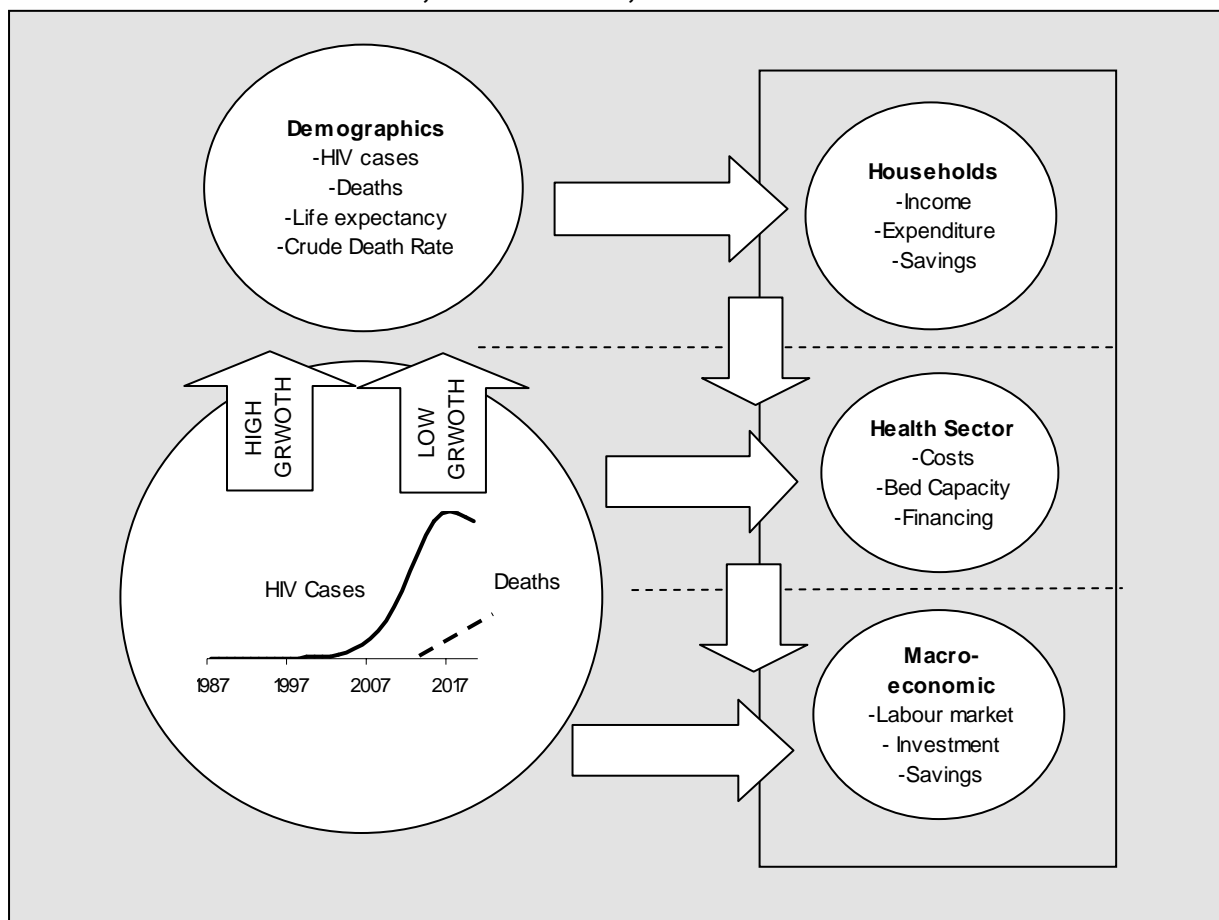 Demographics
-HIV cases
-Deaths
-Life expectancy
-Crude Death Rate
Households
-Income
-Expenditure
-Savings
HIGH
GRWOTH
LOW
GRWOTH
Health Sector
-Costs
-Bed Capacity
-Financing
HIV Cases
Deaths
1987
1997
2007
2017
Macro-
economic
-Labour market
- Investment
-Savings